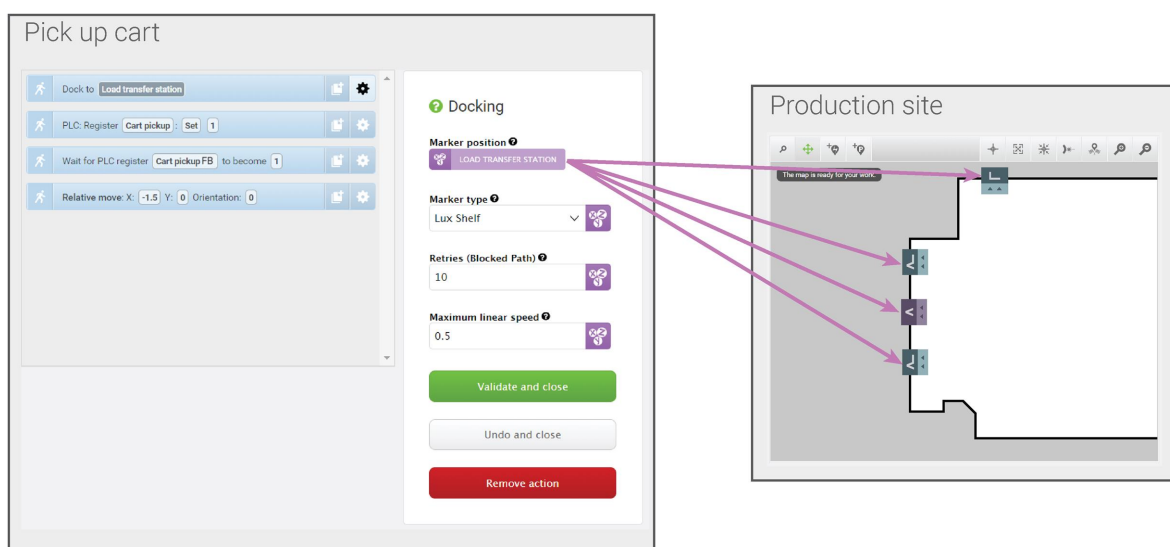 Pick up cart
Dock to Load transfer station
PLC: Register Cart pickup : Set 1
Wait for PLC register Cart pickup FB to become 1
Relative move: X: -1.5 Y: 0 Orientation: 0
Docking
Marker position
LOAD TRANSFER STATION
Marker type
Lux Shelf
Retries (Blocked Path)
10
Maximum linear speed
0.5
Validate and close
Undo and close
Remove action
Production site
The map is ready for your work.